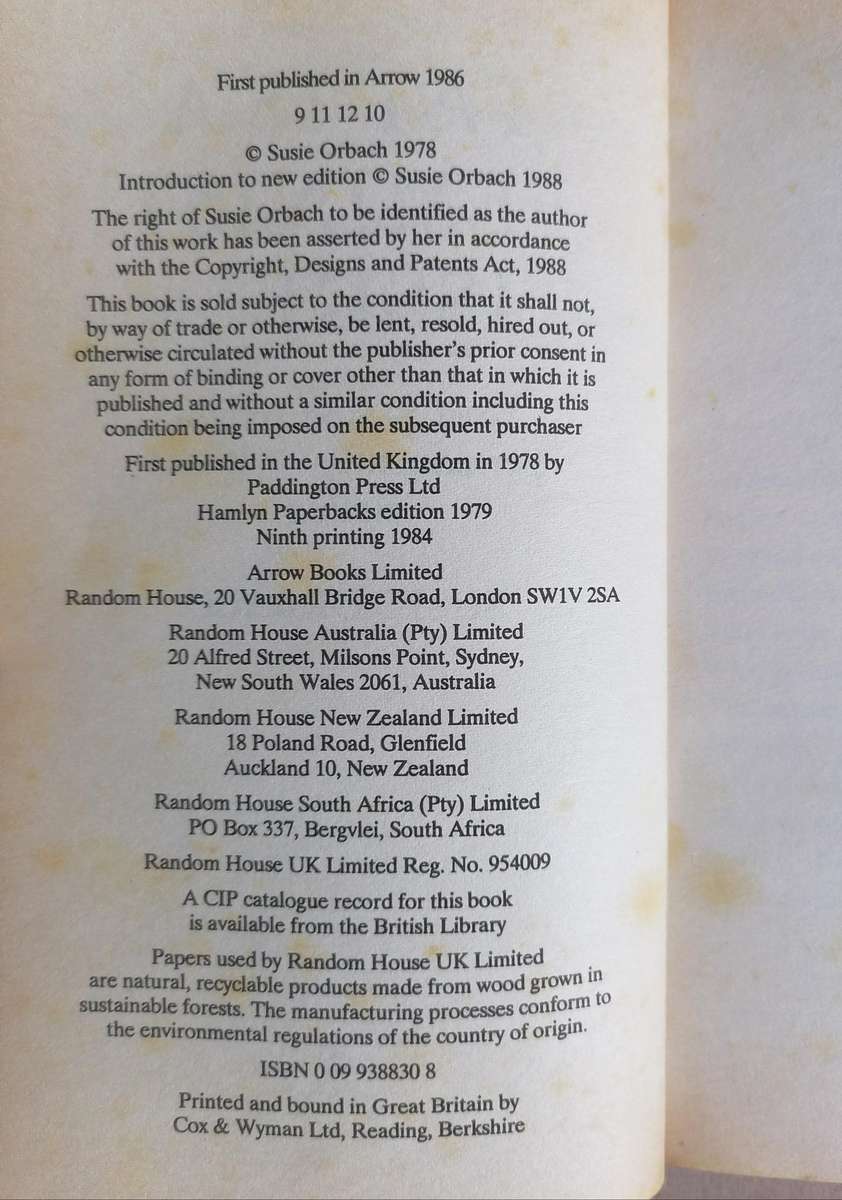 First published in Arrow 1986
9 11 12 10
© Susie Orbach 1978
Introduction to new edition © Susie Orbach 1988
The right of Susie Orbach to be identified as the author
of this work has been asserted by her in accordance
with the Copyright, Designs and Patents Act, 1988
This book is sold subject to the condition that it shall not,
by way of trade or otherwise, be lent, resold, hired out, or
otherwise circulated without the publisher's prior consent in
any form of binding or cover other than that in which it is
published and without a similar condition including this
condition being imposed on the subsequent purchaser
First published in the United Kingdom in 1978 by
Paddington Press Ltd
Hamlyn Paperbacks edition 1979
Ninth printing 1984
Arrow Books Limited
Random House, 20 Vauxhall Bridge Road, London SW1V 2SA
Random House Australia (Pty) Limited
20 Alfred Street, Milsons Point, Sydney,
New South Wales 2061, Australia
Random House New Zealand Limited
18 Poland Road, Glenfield
Auckland 10, New Zealand
Random House South Africa (Pty) Limited
PO Box 337, Bergvlei, South Africa
Random House UK Limited Reg. No. 954009
A CIP catalogue record for this book
is available from the British Library
Papers used by Random House UK Limited
are natural, recyclable products made from wood grown in
sustainable forests. The manufacturing processes conform to
the environmental regulations of the country of origin.
ISBN 0 09 938830 8
Printed and bound in Great Britain by
Cox & Wyman Ltd, Reading, Berkshire